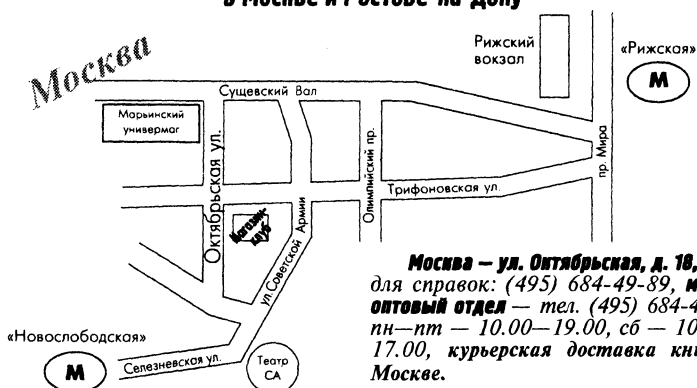 в Москве и Ростове-на-Дону
Москва
Рижский
вокзал
«Рижская»
М
Сущевский Вал
Марьинский
универмаг
Октябрьская ул.
Олимпийский пр.
пр. Мира
Трифоновская ул.
Магазин-
клуб
ул. Советской Армии
«Новослободская»
М
Селезневская ул.
Театр
СА
Москва – ул. Октябрьская, д. 18,
для справок: (495) 684-49-89, м
оптовый отдел — тел. (495) 684-4
пн—пт — 10.00—19.00, сб — 10
17.00, курьерская доставка кни
Москве.